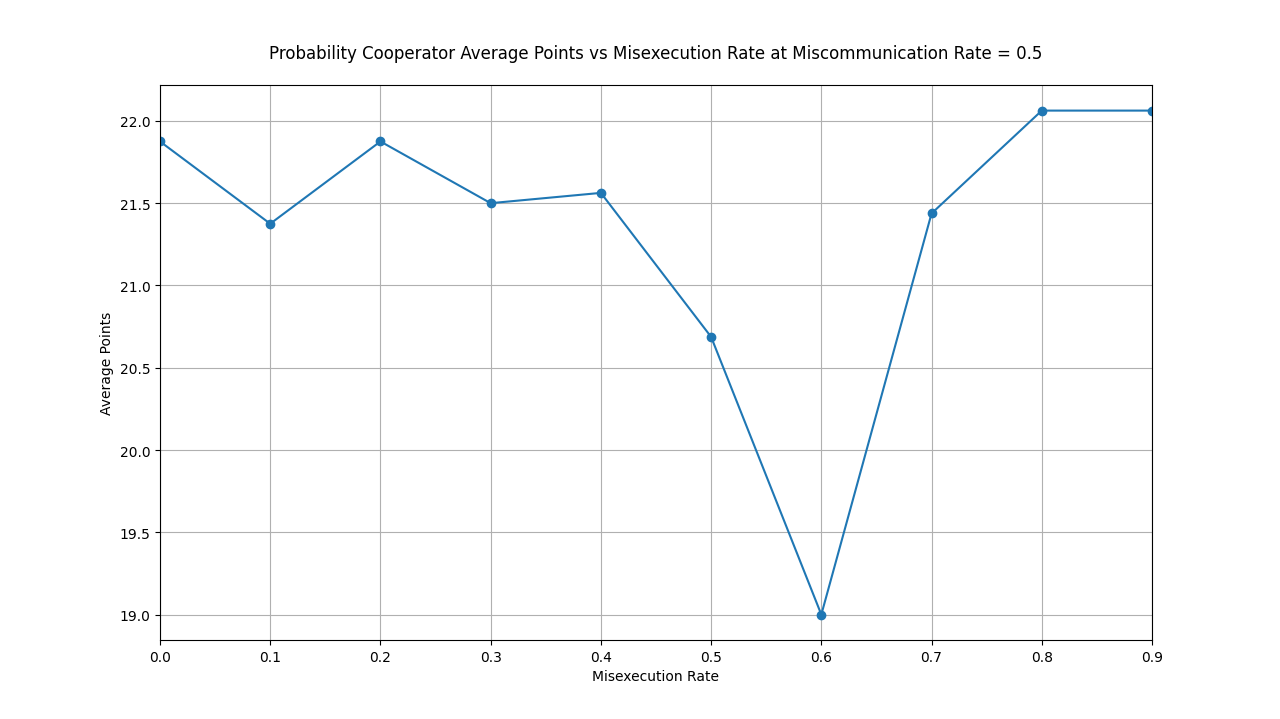 Probability Cooperator Average Points vs Misexecution Rate at Miscommunication Rate = 0.5
22.0
21.5
21.0
20.5
20.0
19.5
19.0
Average Points
0.0 0.1 0.2 0.3 0.4 0.5 0.6 0.7 0.8 0.9
Misexecution Rate